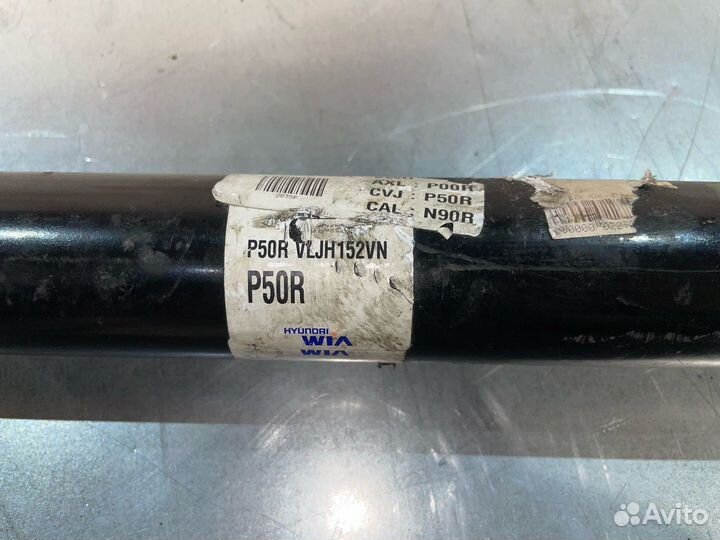 AXL : P00R
CVJ : P50R
CAL : N90R
P50R VLJH152VN
P50R
HYUNDAI
WIA
WIA
Avito